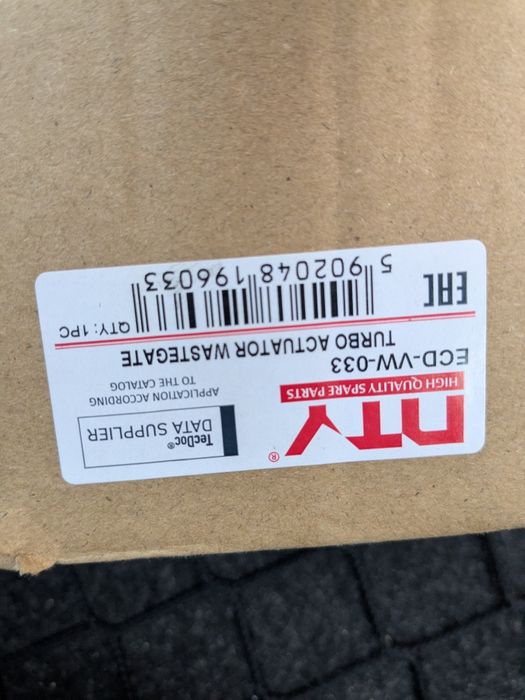 nTY®
HIGH QUALITY SPARE PARTS
TecDoc®
DATA SUPPLIER
APPLICATION ACCORDING
TO THE CATALOG
ECD-VW-033
TURBO ACTUATOR WASTEGATE
QTY: 1PC
EAC
5 902048 196033